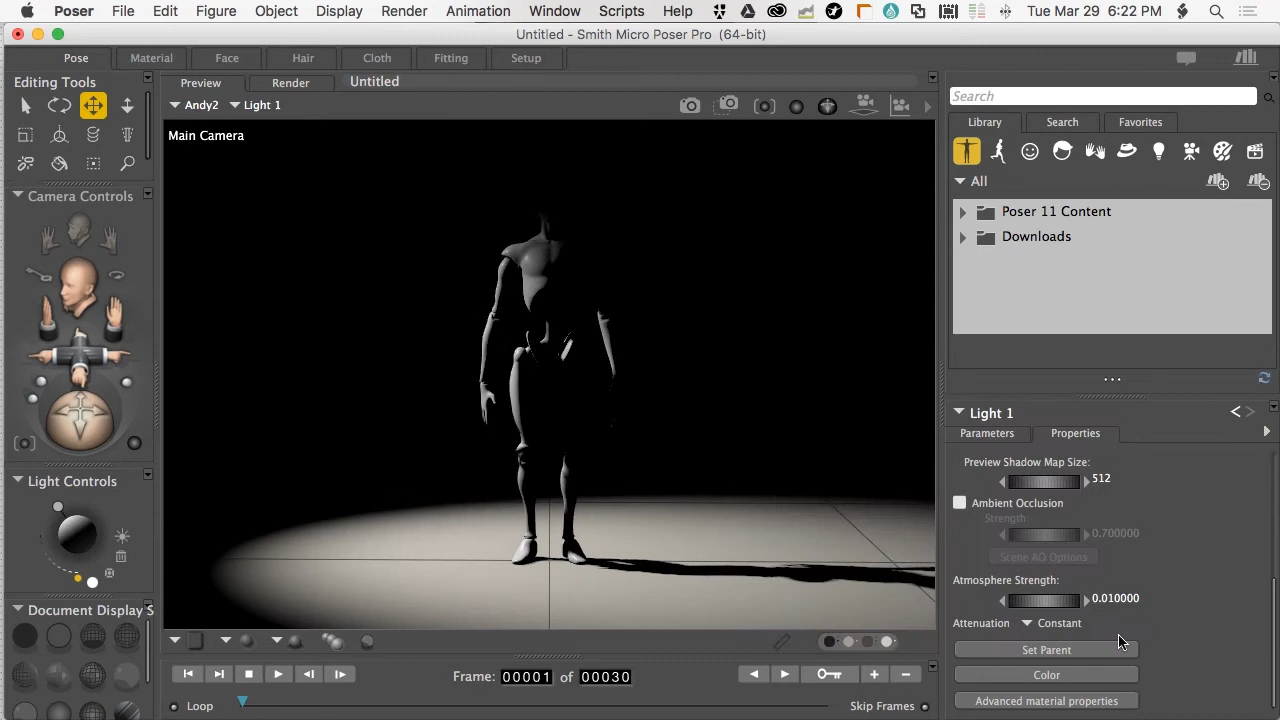 Poser File Edit Figure Object Display Render Animation Window Scripts Help Tue Mar 29 6:22 PM
Untitled - Smith Micro Poser Pro (64-bit)
Pose Material Face Hair Cloth Fitting Setup
Editing Tools
Preview Render Untitled
Andy2 Light 1
Main Camera
Camera Controls
Light Controls
Document Display S
Loop
Frame: 00001 of 00030
Skip Frames
Search
Library Search Favorites
All
Poser 11 Content
Downloads
Light 1
Parameters Properties
Preview Shadow Map Size:
512
Ambient Occlusion
Strength:
0.700000
Scene AO Options
Atmosphere Strength:
0.010000
Attenuation Constant
Set Parent
Color
Advanced material properties